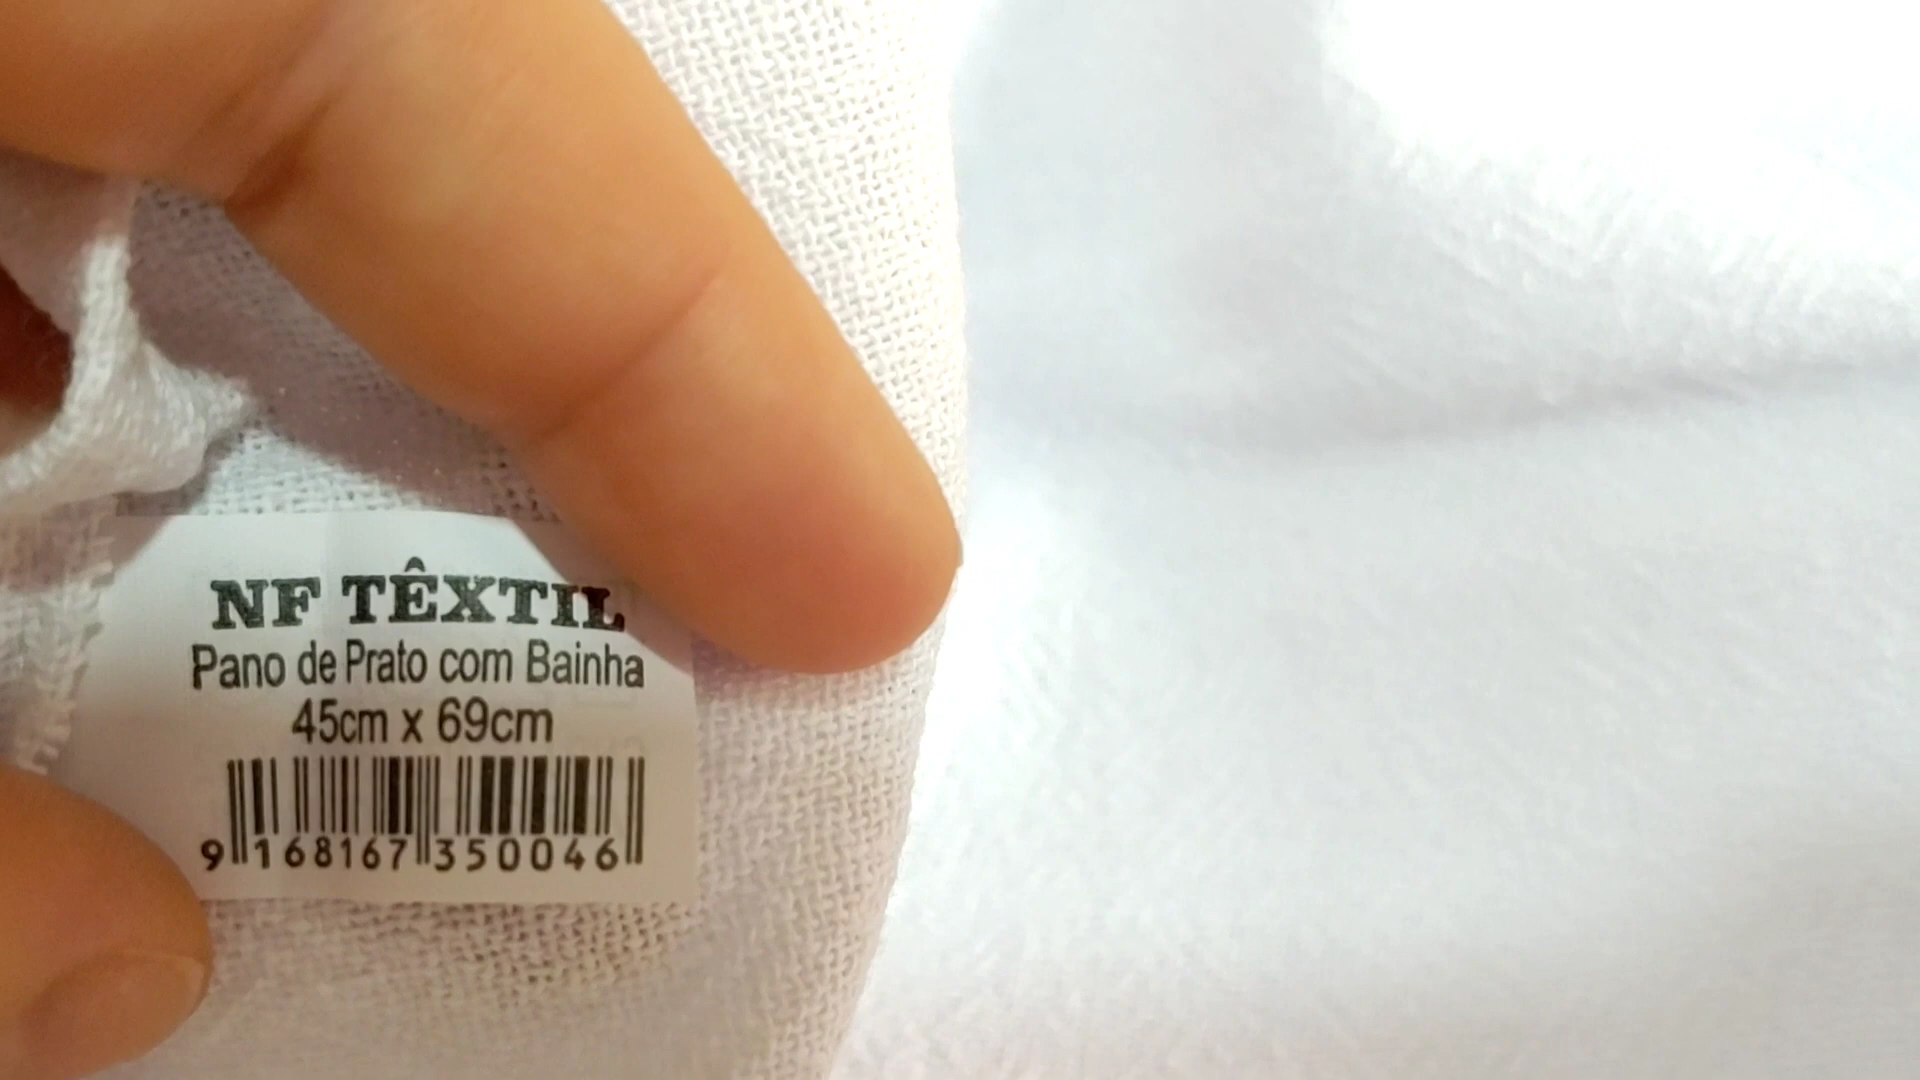 NF TÊXTIL
Pano de Prato com Bainha
45cm x 69cm
9 168167 350046